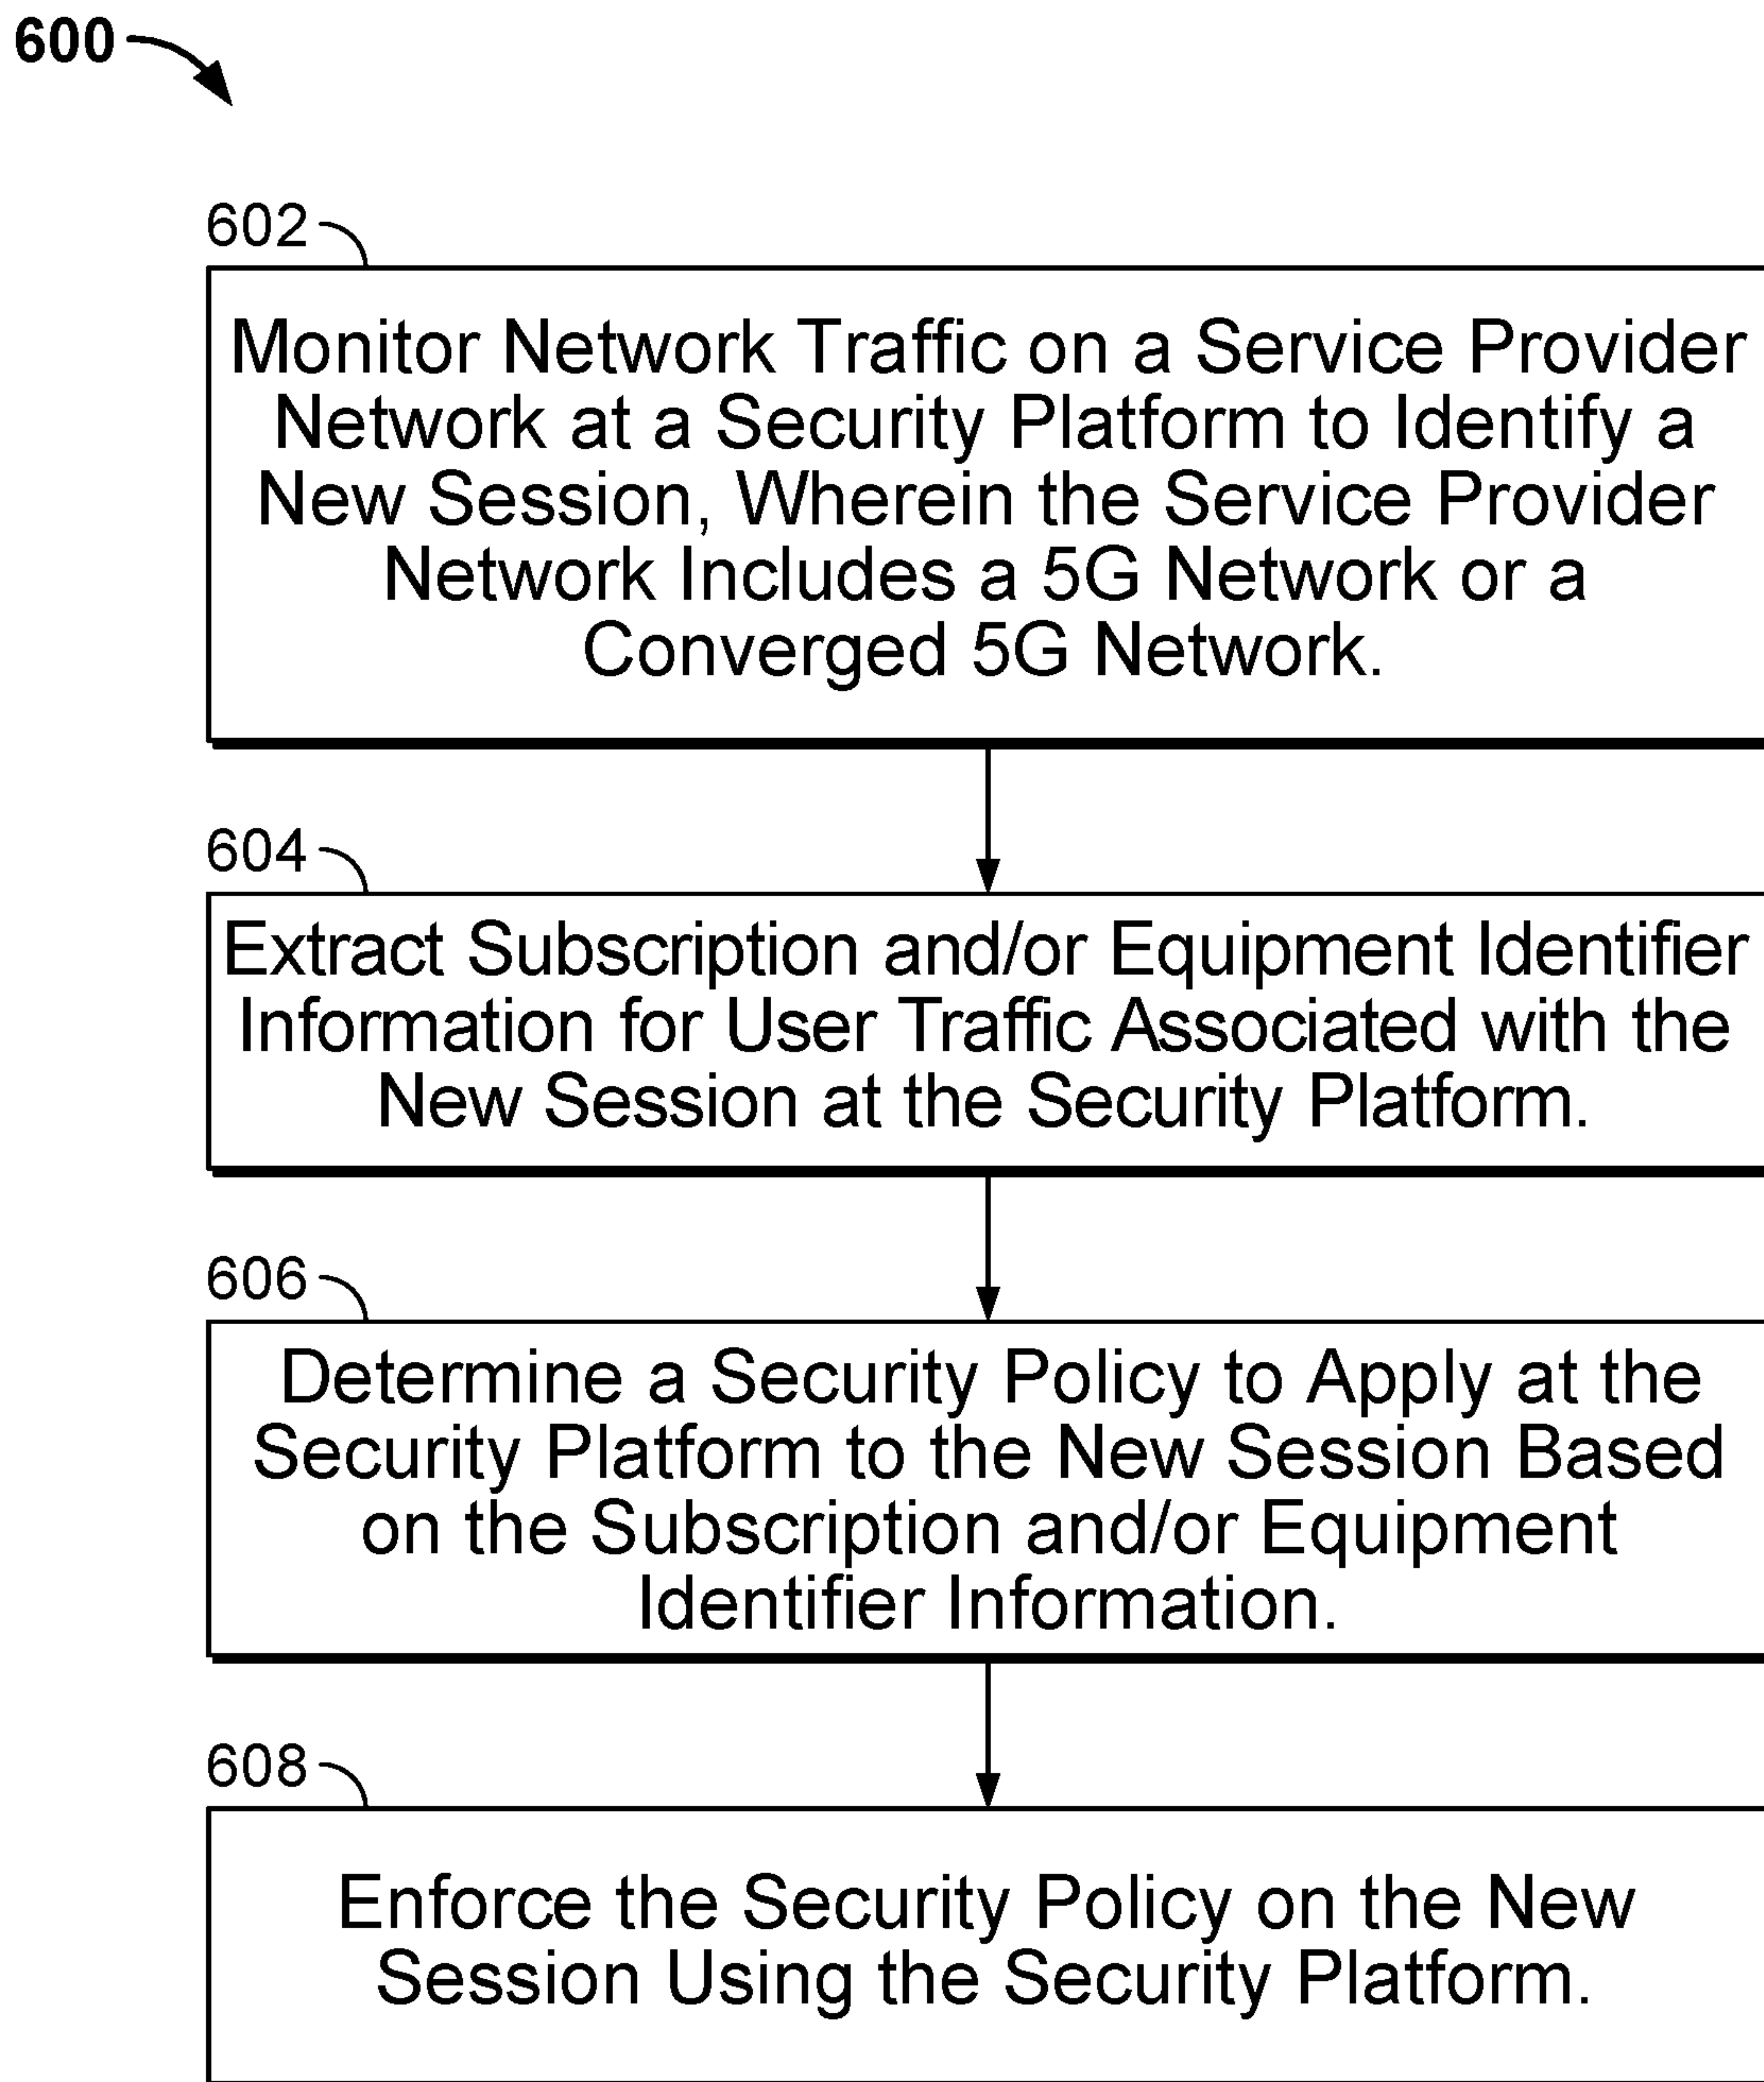 600
602
Monitor Network Traffic on a Service Provider
Network at a Security Platform to Identify a
New Session, Wherein the Service Provider
Network Includes a 5G Network or a
Converged 5G Network.
604
Extract Subscription and/or Equipment Identifier
Information for User Traffic Associated with the
New Session at the Security Platform.
606
Determine a Security Policy to Apply at the
Security Platform to the New Session Based
on the Subscription and/or Equipment
Identifier Information.
608
Enforce the Security Policy on the New
Session Using the Security Platform.